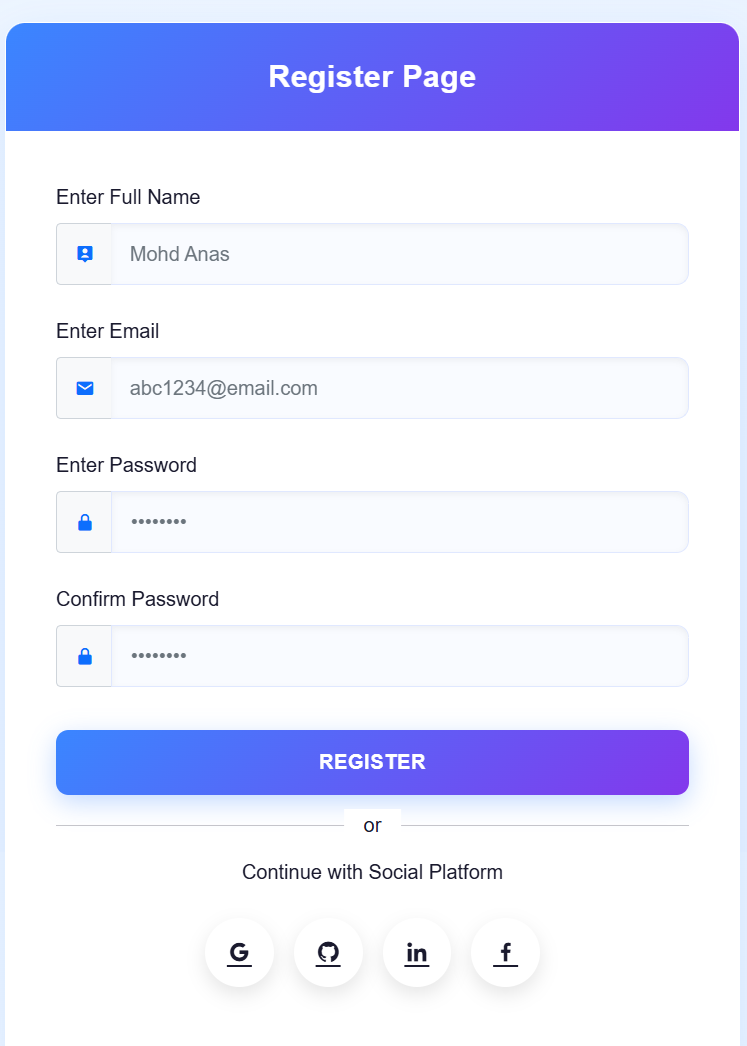 Register Page
Enter Full Name
Mohd Anas
Enter Email
abc1234@email.com
Enter Password
••••••••
Confirm Password
••••••••
REGISTER
or
Continue with Social Platform